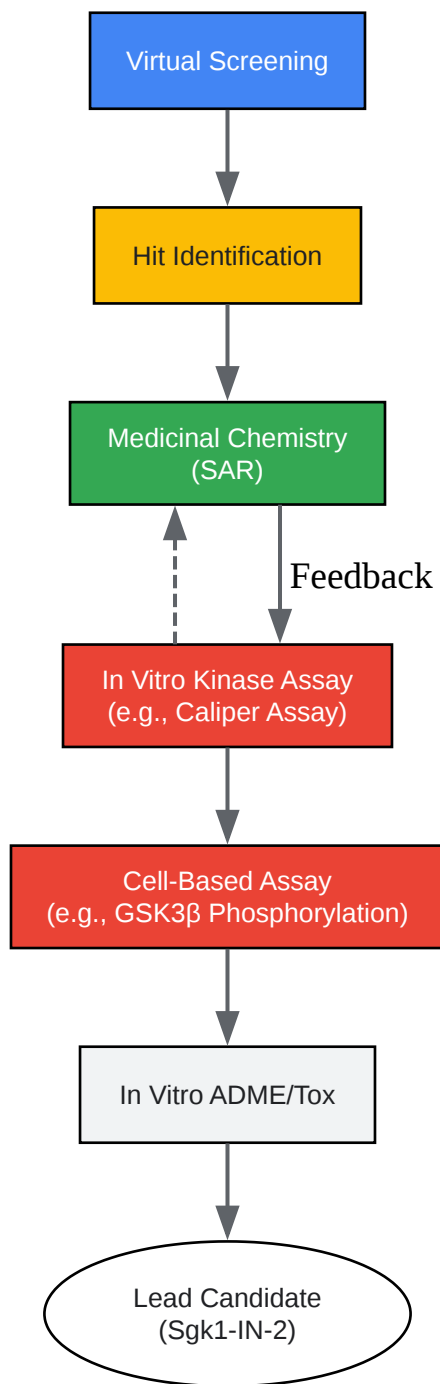 Virtual Screening
Hit Identification
Medicinal Chemistry
(SAR)
Feedback
In Vitro Kinase Assay
(e.g., Caliper Assay)
Cell-Based Assay
(e.g., GSK3β Phosphorylation)
In Vitro ADME/Tox
Lead Candidate
(Sgk1-IN-2)